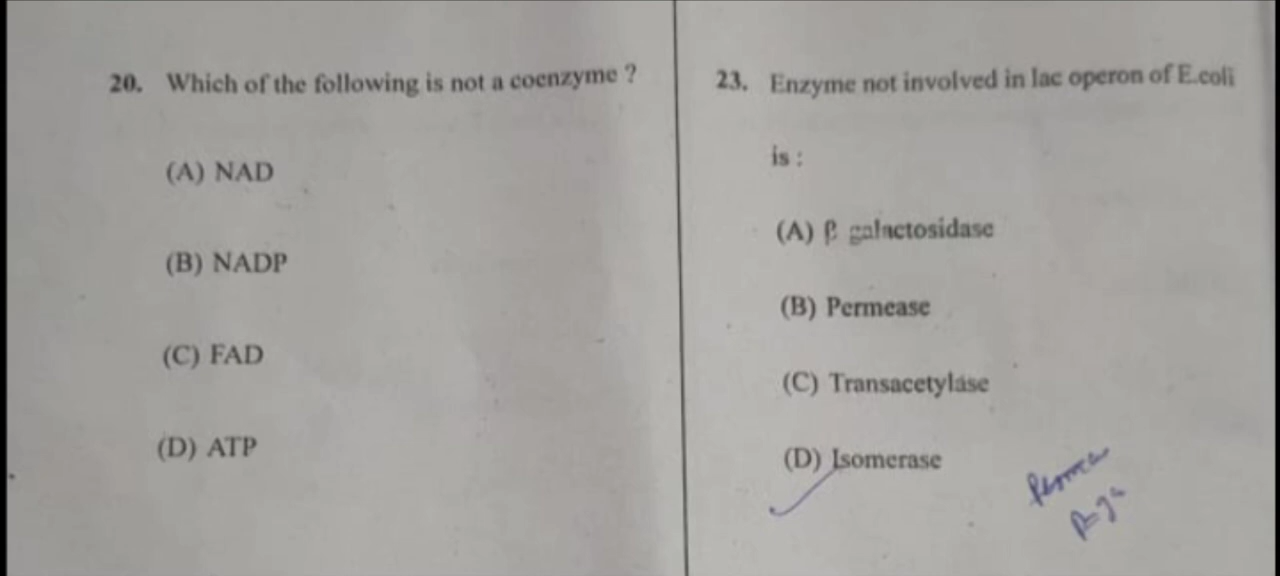 20. Which of the following is not a coenzyme ?
(A) NAD
(B) NADP
(C) FAD
(D) ATP
23. Enzyme not involved in lac operon of E.coli
is :
(A) β galactosidase
(B) Permease
(C) Transacetylase
(D) Isomerase